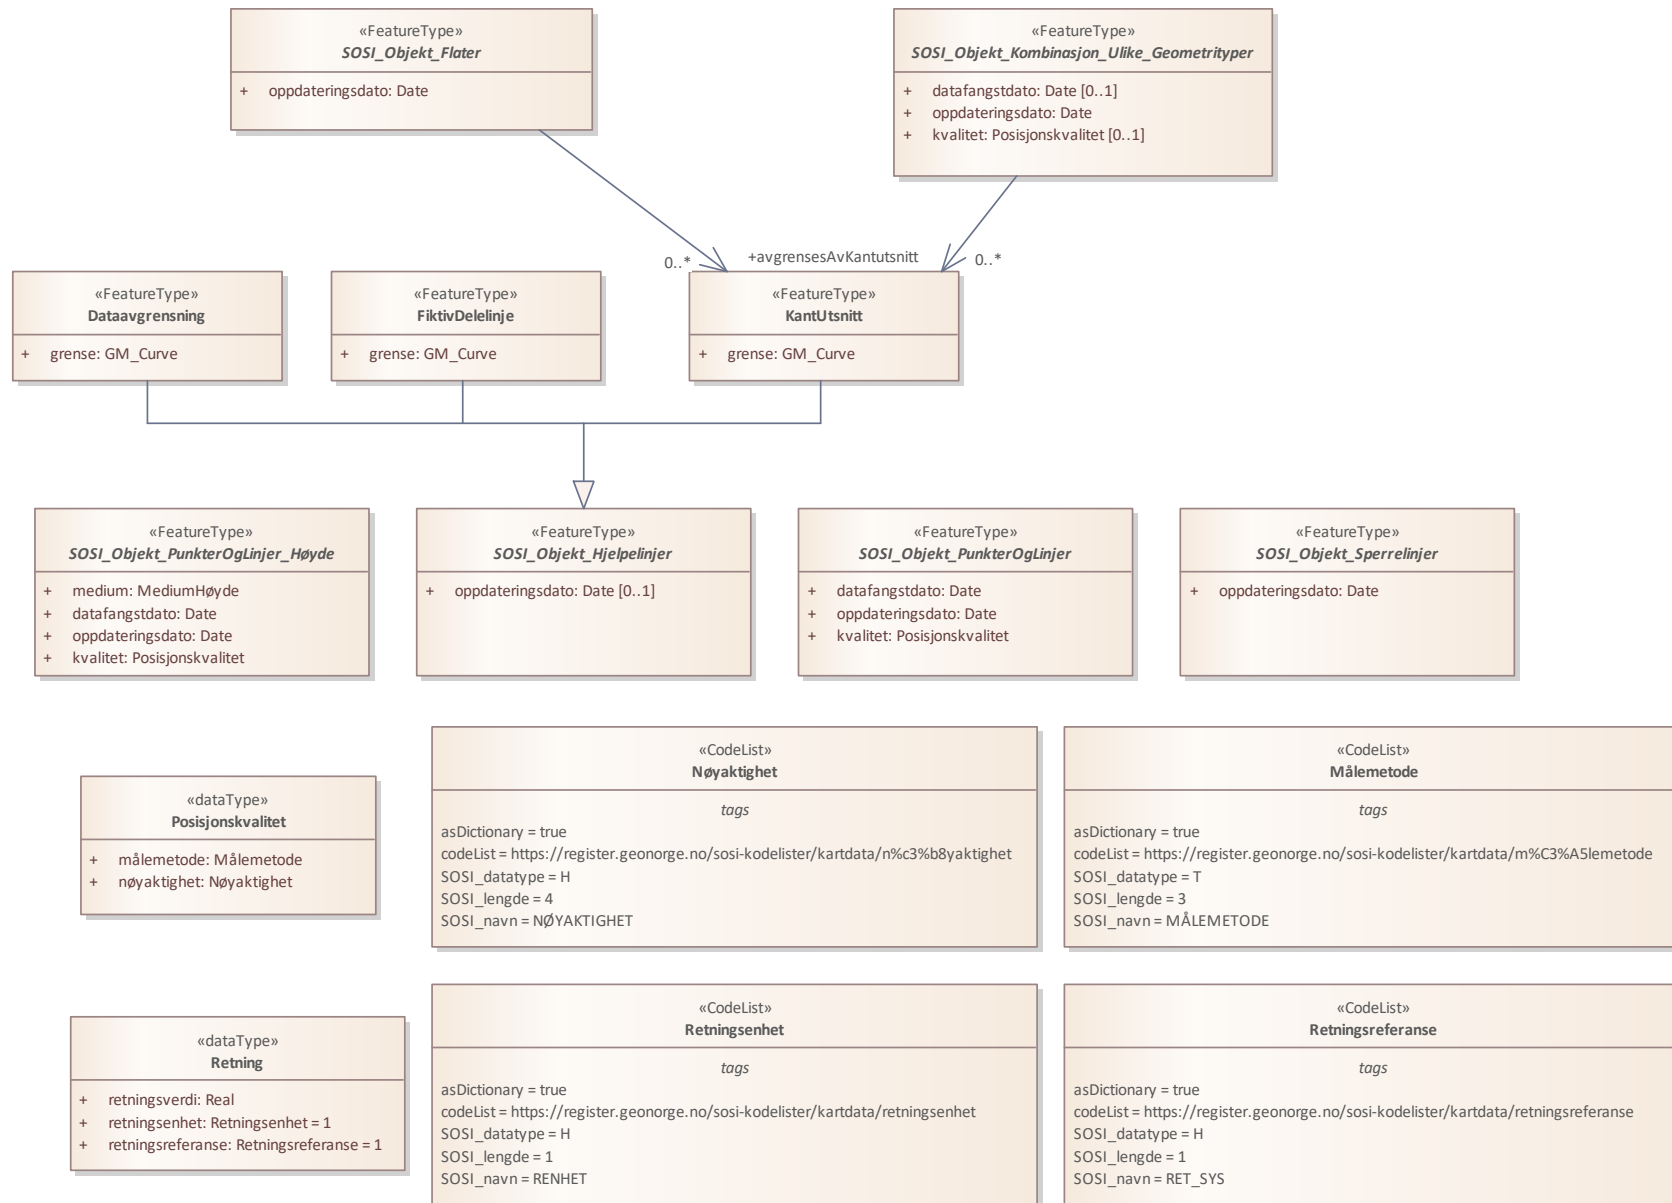 «FeatureType»
SOSI_Objekt_Flater
+ oppdateringsdato: Date
«FeatureType»
SOSI_Objekt_Kombinasjon_Ulike_Geometrityper
+ datafangstdato: Date [0..1]
+ oppdateringsdato: Date
+ kvalitet: Posisjonskvalitet [0..1]
0..*
+avgrensesAvKantutsnitt
0..*
«FeatureType»
Dataavgrensning
+ grense: GM_Curve
«FeatureType»
FiktivDelelinje
+ grense: GM_Curve
«FeatureType»
KantUtsnitt
+ grense: GM_Curve
«FeatureType»
SOSI_Objekt_PunkterOgLinjer_Høyde
+ medium: MediumHøyde
+ datafangstdato: Date
+ oppdateringsdato: Date
+ kvalitet: Posisjonskvalitet
«FeatureType»
SOSI_Objekt_Hjelpelinjer
+ oppdateringsdato: Date [0..1]
«FeatureType»
SOSI_Objekt_PunkterOgLinjer
+ datafangstdato: Date
+ oppdateringsdato: Date
+ kvalitet: Posisjonskvalitet
«FeatureType»
SOSI_Objekt_Sperrelinjer
+ oppdateringsdato: Date
«dataType»
Posisjonskvalitet
+ målemetode: Målemetode
+ nøyaktighet: Nøyaktighet
«CodeList»
Nøyaktighet
tags
asDictionary = true
codeList = https://register.geonorge.no/sosi-kodelister/kartdata/n%c3%b8yaktighet
SOSI_datatype = H
SOSI_lengde = 4
SOSI_navn = NØYAKTIGHET
«CodeList»
Målemetode
tags
asDictionary = true
codeList = https://register.geonorge.no/sosi-kodelister/kartdata/m%C3%A5lemetode
SOSI_datatype = T
SOSI_lengde = 3
SOSI_navn = MÅLEMETODE
«dataType»
Retning
+ retningsverdi: Real
+ retningsenhet: Retningsenhet = 1
+ retningsreferanse: Retningsreferanse = 1
«CodeList»
Retningsenhet
tags
asDictionary = true
codeList = https://register.geonorge.no/sosi-kodelister/kartdata/retningsenhet
SOSI_datatype = H
SOSI_lengde = 1
SOSI_navn = RENHET
«CodeList»
Retningsreferanse
tags
asDictionary = true
codeList = https://register.geonorge.no/sosi-kodelister/kartdata/retningsreferanse
SOSI_datatype = H
SOSI_lengde = 1
SOSI_navn = RET_SYS